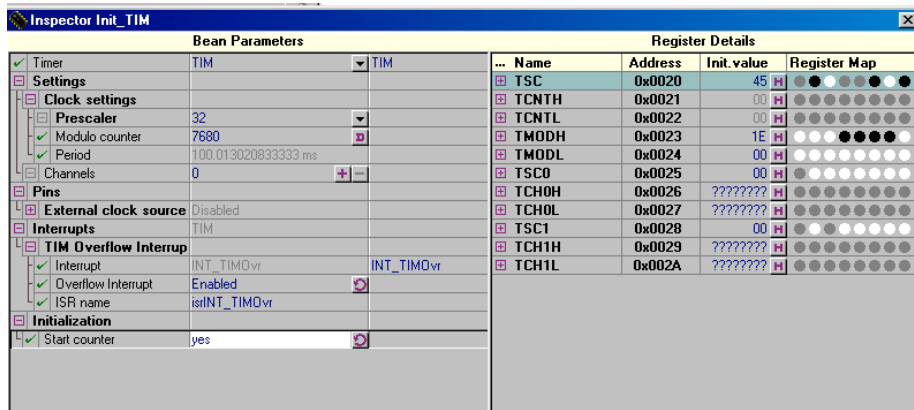 Inspector Init_TIM
Bean Parameters
Register Details
Timer TIM TIM
Settings
Clock settings
Prescaler 32
Modulo counter 7680 D
Period 100.013020833333 ms
Channels 0 + −
Pins
External clock source Disabled
Interrupts TIM
TIM Overflow Interrup
Interrupt INT_TIMOvr INT_TIMOvr
Overflow Interrupt Enabled
ISR name isrINT_TIMOvr
Initialization
Start counter yes
... Name Address Init.value Register Map
TSC 0x0020 45 H
TCNTH 0x0021 00 H
TCNTL 0x0022 00 H
TMODH 0x0023 1E H
TMODL 0x0024 00 H
TSC0 0x0025 00 H
TCH0H 0x0026 ???????? H
TCH0L 0x0027 ???????? H
TSC1 0x0028 00 H
TCH1H 0x0029 ???????? H
TCH1L 0x002A ???????? H